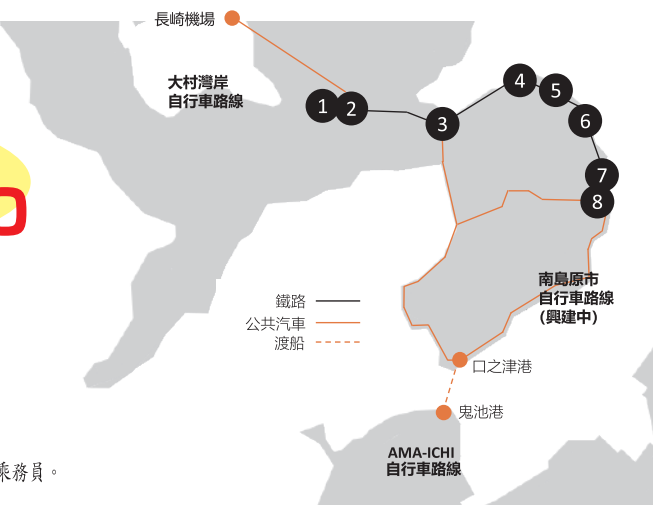 長崎機場
大村灣岸
自行車路線
1
2
3
4
5
6
7
8
南島原市
自行車路線
(興建中)
鐵路
公共汽車
渡船
口之津港
鬼池港
AMA-ICHI
自行車路線
乘務員。